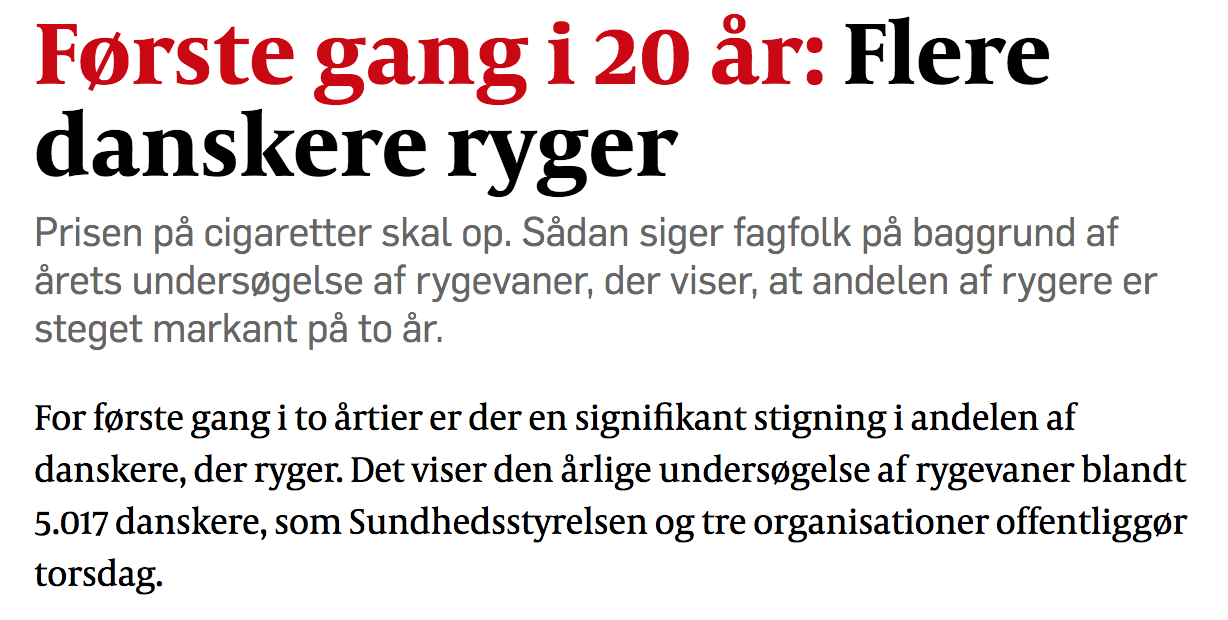 Første gang i 20 år: Flere
danskere ryger
Prisen på cigaretter skal op. Sådan siger fagfolk på baggrund af
årets undersøgelse af rygevaner, der viser, at andelen af rygere er
steget markant på to år.
For første gang i to årtier er der en signifikant stigning i andelen af
danskere, der ryger. Det viser den årlige undersøgelse af rygevaner blandt
5.017 danskere, som Sundhedsstyrelsen og tre organisationer offentliggør
torsdag.